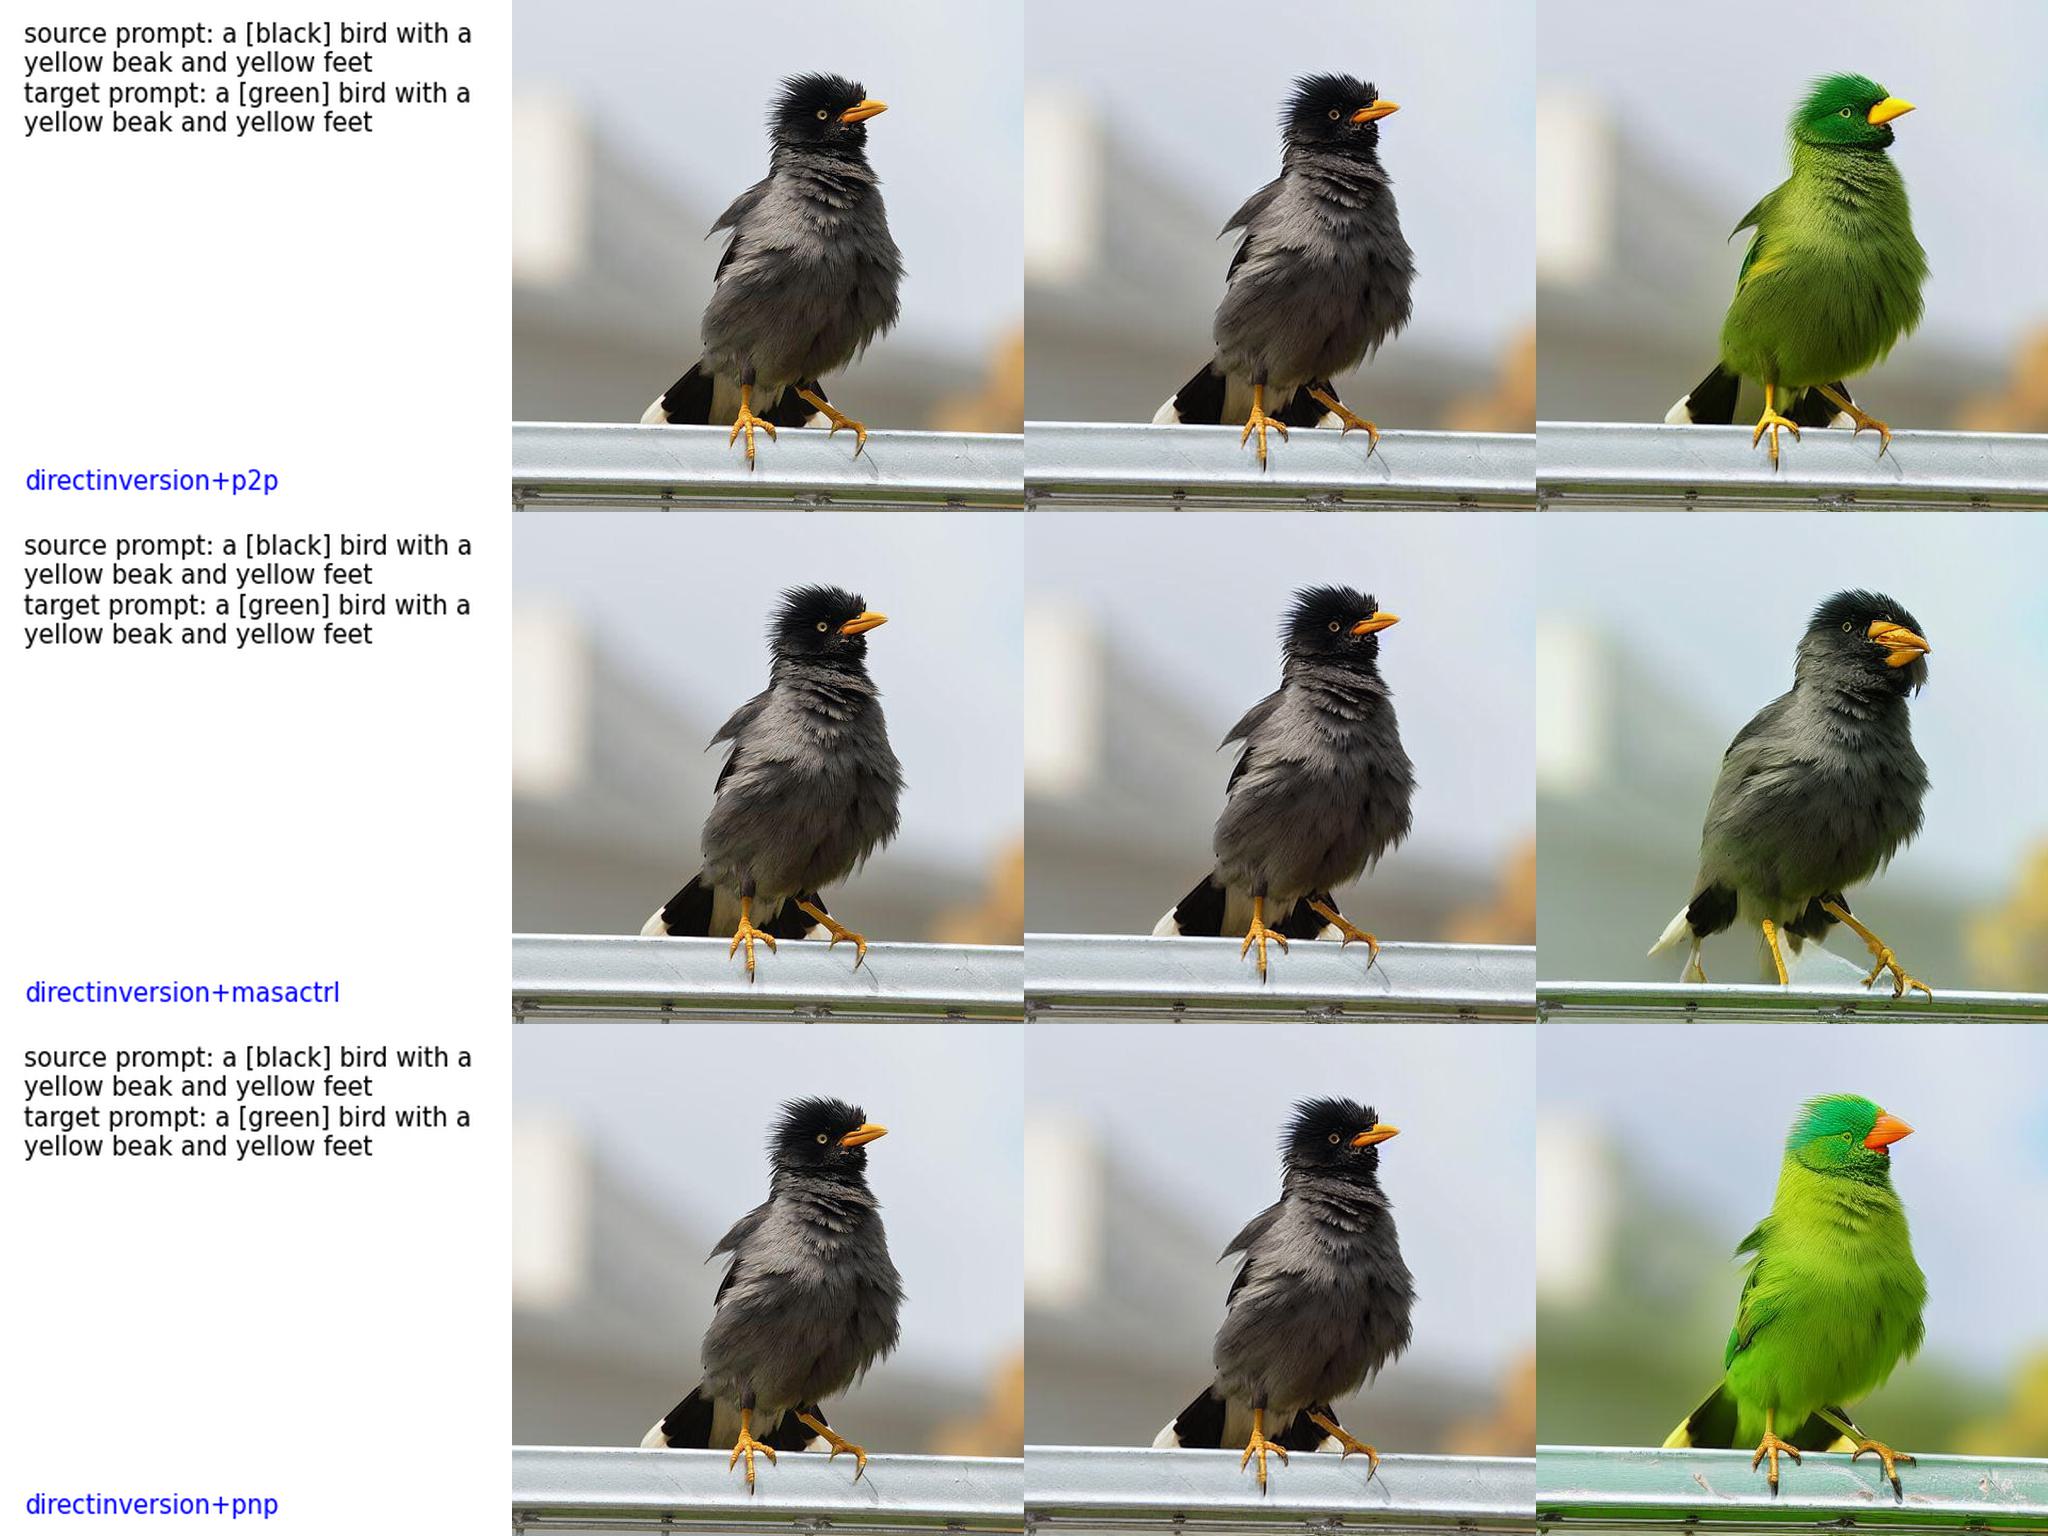 source prompt: a [black] bird with a
yellow beak and yellow feet
target prompt: a [green] bird with a
yellow beak and yellow feet
directinversion+p2p
source prompt: a [black] bird with a
yellow beak and yellow feet
target prompt: a [green] bird with a
yellow beak and yellow feet
directinversion+masactrl
source prompt: a [black] bird with a
yellow beak and yellow feet
target prompt: a [green] bird with a
yellow beak and yellow feet
directinversion+pnp